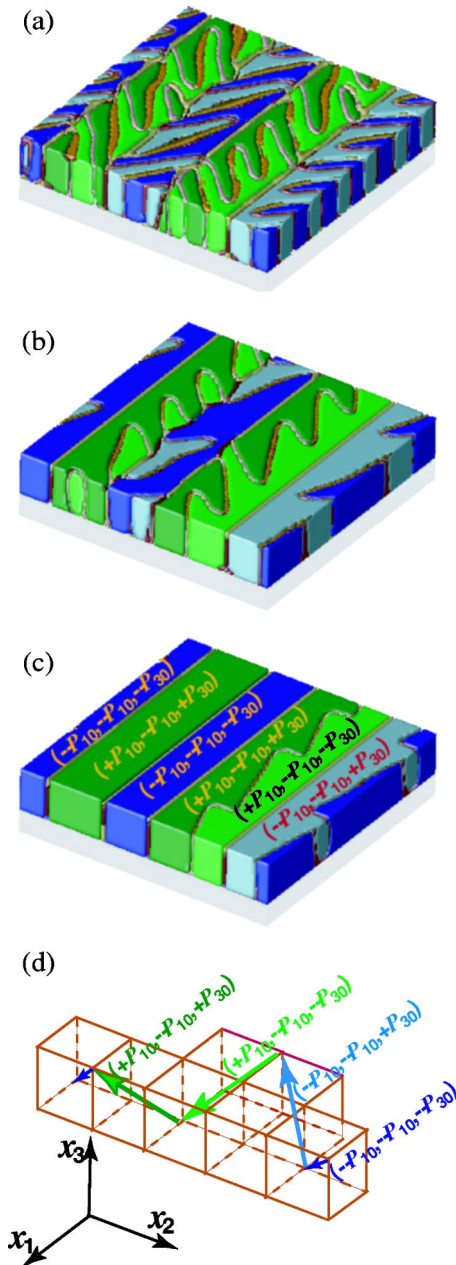 (a)
(b)
(c)
(−P₁₀,−P₁₀,−P₃₀)
(+P₁₀,−P₁₀,+P₃₀)
(−P₁₀,−P₁₀,−P₃₀)
(+P₁₀,−P₁₀,+P₃₀)
(+P₁₀,−P₁₀,−P₃₀)
(−P₁₀,−P₁₀,+P₃₀)
(d)
(+P₁₀,−P₁₀,+P₃₀)
(+P₁₀,−P₁₀,−P₃₀)
(−P₁₀,−P₁₀,+P₃₀)
(−P₁₀,−P₁₀,−P₃₀)
x₃
x₂
x₁